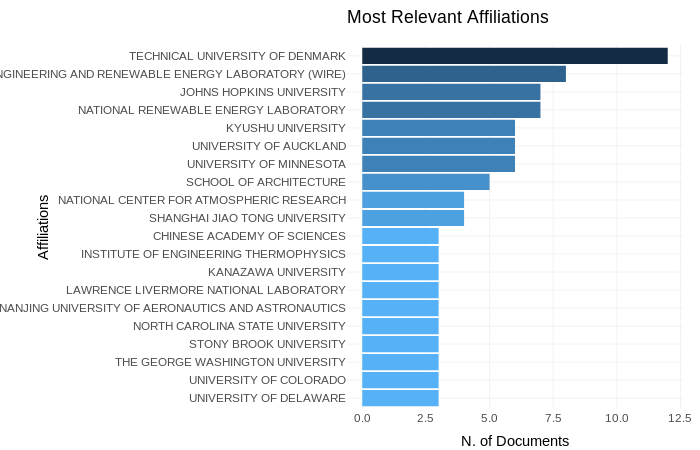 Most Relevant Affiliations
TECHNICAL UNIVERSITY OF DENMARK
NGINEERING AND RENEWABLE ENERGY LABORATORY (WIRE)
JOHNS HOPKINS UNIVERSITY
NATIONAL RENEWABLE ENERGY LABORATORY
KYUSHU UNIVERSITY
UNIVERSITY OF AUCKLAND
UNIVERSITY OF MINNESOTA
SCHOOL OF ARCHITECTURE
NATIONAL CENTER FOR ATMOSPHERIC RESEARCH
SHANGHAI JIAO TONG UNIVERSITY
CHINESE ACADEMY OF SCIENCES
INSTITUTE OF ENGINEERING THERMOPHYSICS
KANAZAWA UNIVERSITY
LAWRENCE LIVERMORE NATIONAL LABORATORY
NANJING UNIVERSITY OF AERONAUTICS AND ASTRONAUTICS
NORTH CAROLINA STATE UNIVERSITY
STONY BROOK UNIVERSITY
THE GEORGE WASHINGTON UNIVERSITY
UNIVERSITY OF COLORADO
UNIVERSITY OF DELAWARE
Affiliations
0.0 2.5 5.0 7.5 10.0 12.5
N. of Documents